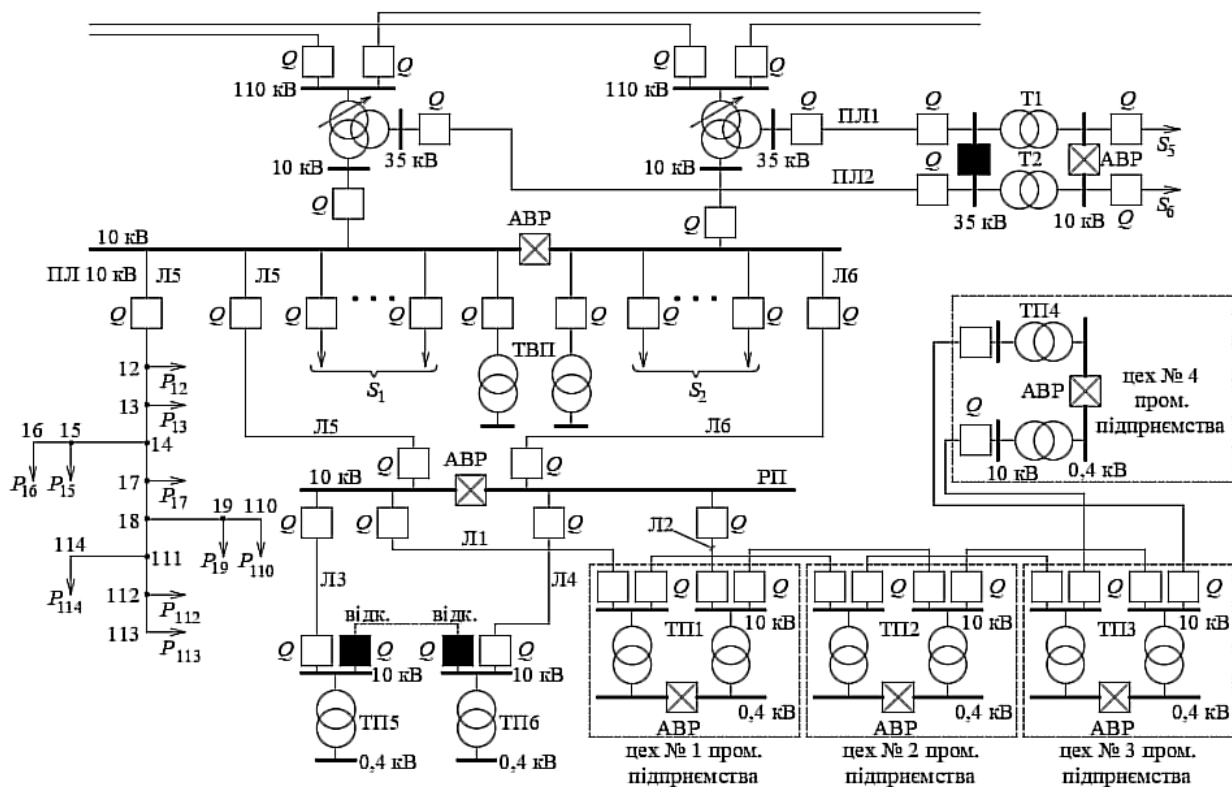 Q Q Q Q
110 кВ 110 кВ
Q Q Q Т1 Q
ПЛ1
S5
10 кВ 35 кВ 10 кВ 35 кВ Q Т2 АВР
ПЛ2
Q Q 35 кВ 10 кВ Q S6
10 кВ АВР
ПЛ 10 кВ Л5 Л5 Л6
Q Q Q Q Q Q Q Q Q
ТП4
12 P12 ТВП
S1 S2
АВР цех № 4
пром.
підприємства
13 P13
16 15 14 Л5 Л6 Q
10 кВ 0,4 кВ
P16 P15 17 P17
Q АВР Q
10 кВ РП
18 19 110 Q Q Q Q
P19 P110
Л1 Л2
114 111 Л3 Л4
P114 112 P112
113 P113
відк. відк.
Q Q Q Q
Q Q Q
10 кВ 10 кВ
ТП1 10 кВ ТП2 10 кВ ТП3 10 кВ
ТП5 ТП6
0,4 кВ 0,4 кВ 0,4 кВ
АВР АВР АВР
0,4 кВ 0,4 кВ
цех № 1 пром.
підприємства
цех № 2 пром.
підприємства
цех № 3 пром.
підприємства